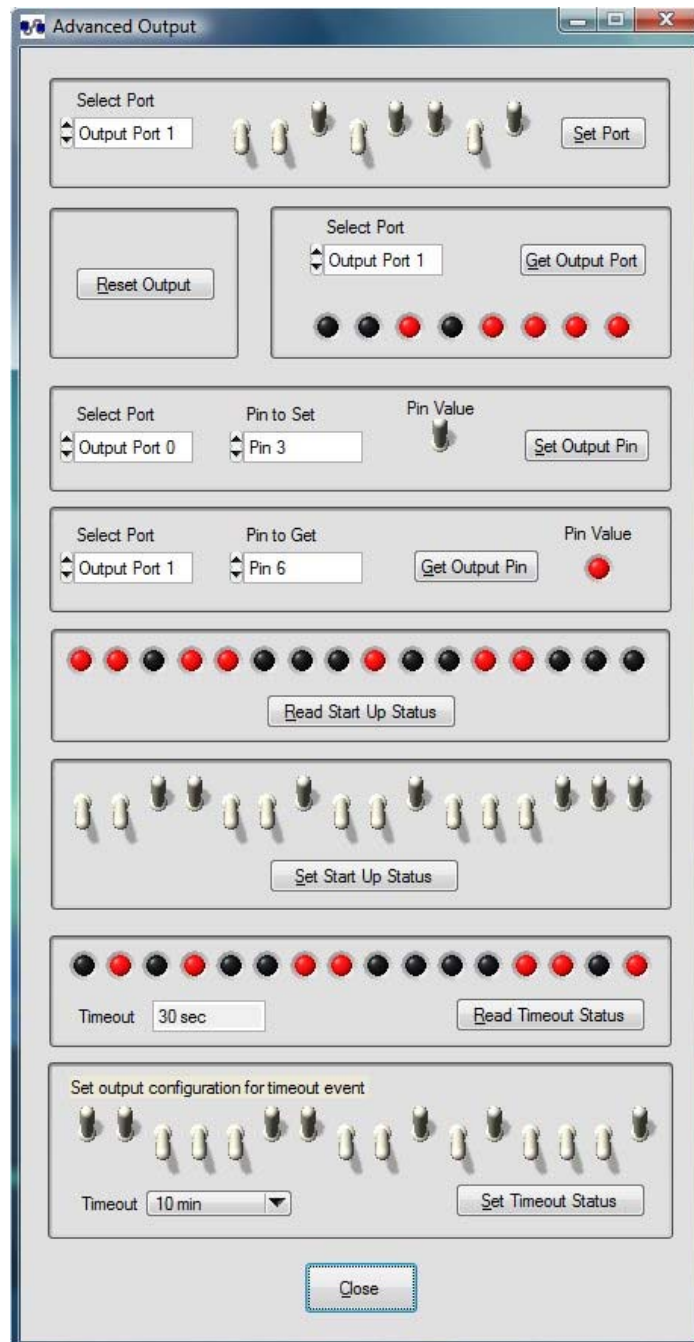 Advanced Output
Select Port
Output Port 1
Set Port
Reset Output
Select Port
Output Port 1
Get Output Port
Select Port
Pin to Set
Pin Value
Output Port 0
Pin 3
Set Output Pin
Select Port
Pin to Get
Pin Value
Output Port 1
Pin 6
Get Output Pin
Read Start Up Status
Set Start Up Status
Timeout
30 sec
Read Timeout Status
Set output configuration for timeout event
Timeout
10 min
Set Timeout Status
Close